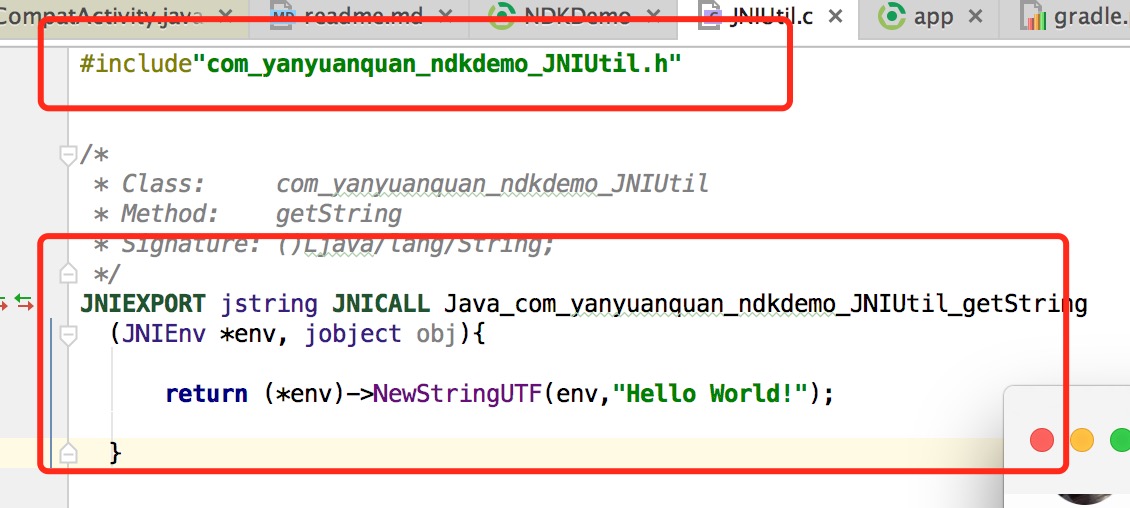 CompatActivity.java readme.md NDKDemo JNIUtil.c app gradle.
#include"com_yanyuanquan_ndkdemo_JNIUtil.h"
/*
* Class: com_yanyuanquan_ndkdemo_JNIUtil
* Method: getString
* Signature: ()Ljava/lang/String;
*/
JNIEXPORT jstring JNICALL Java_com_yanyuanquan_ndkdemo_JNIUtil_getString
(JNIEnv *env, jobject obj){
return (*env)->NewStringUTF(env,"Hello World!");
}